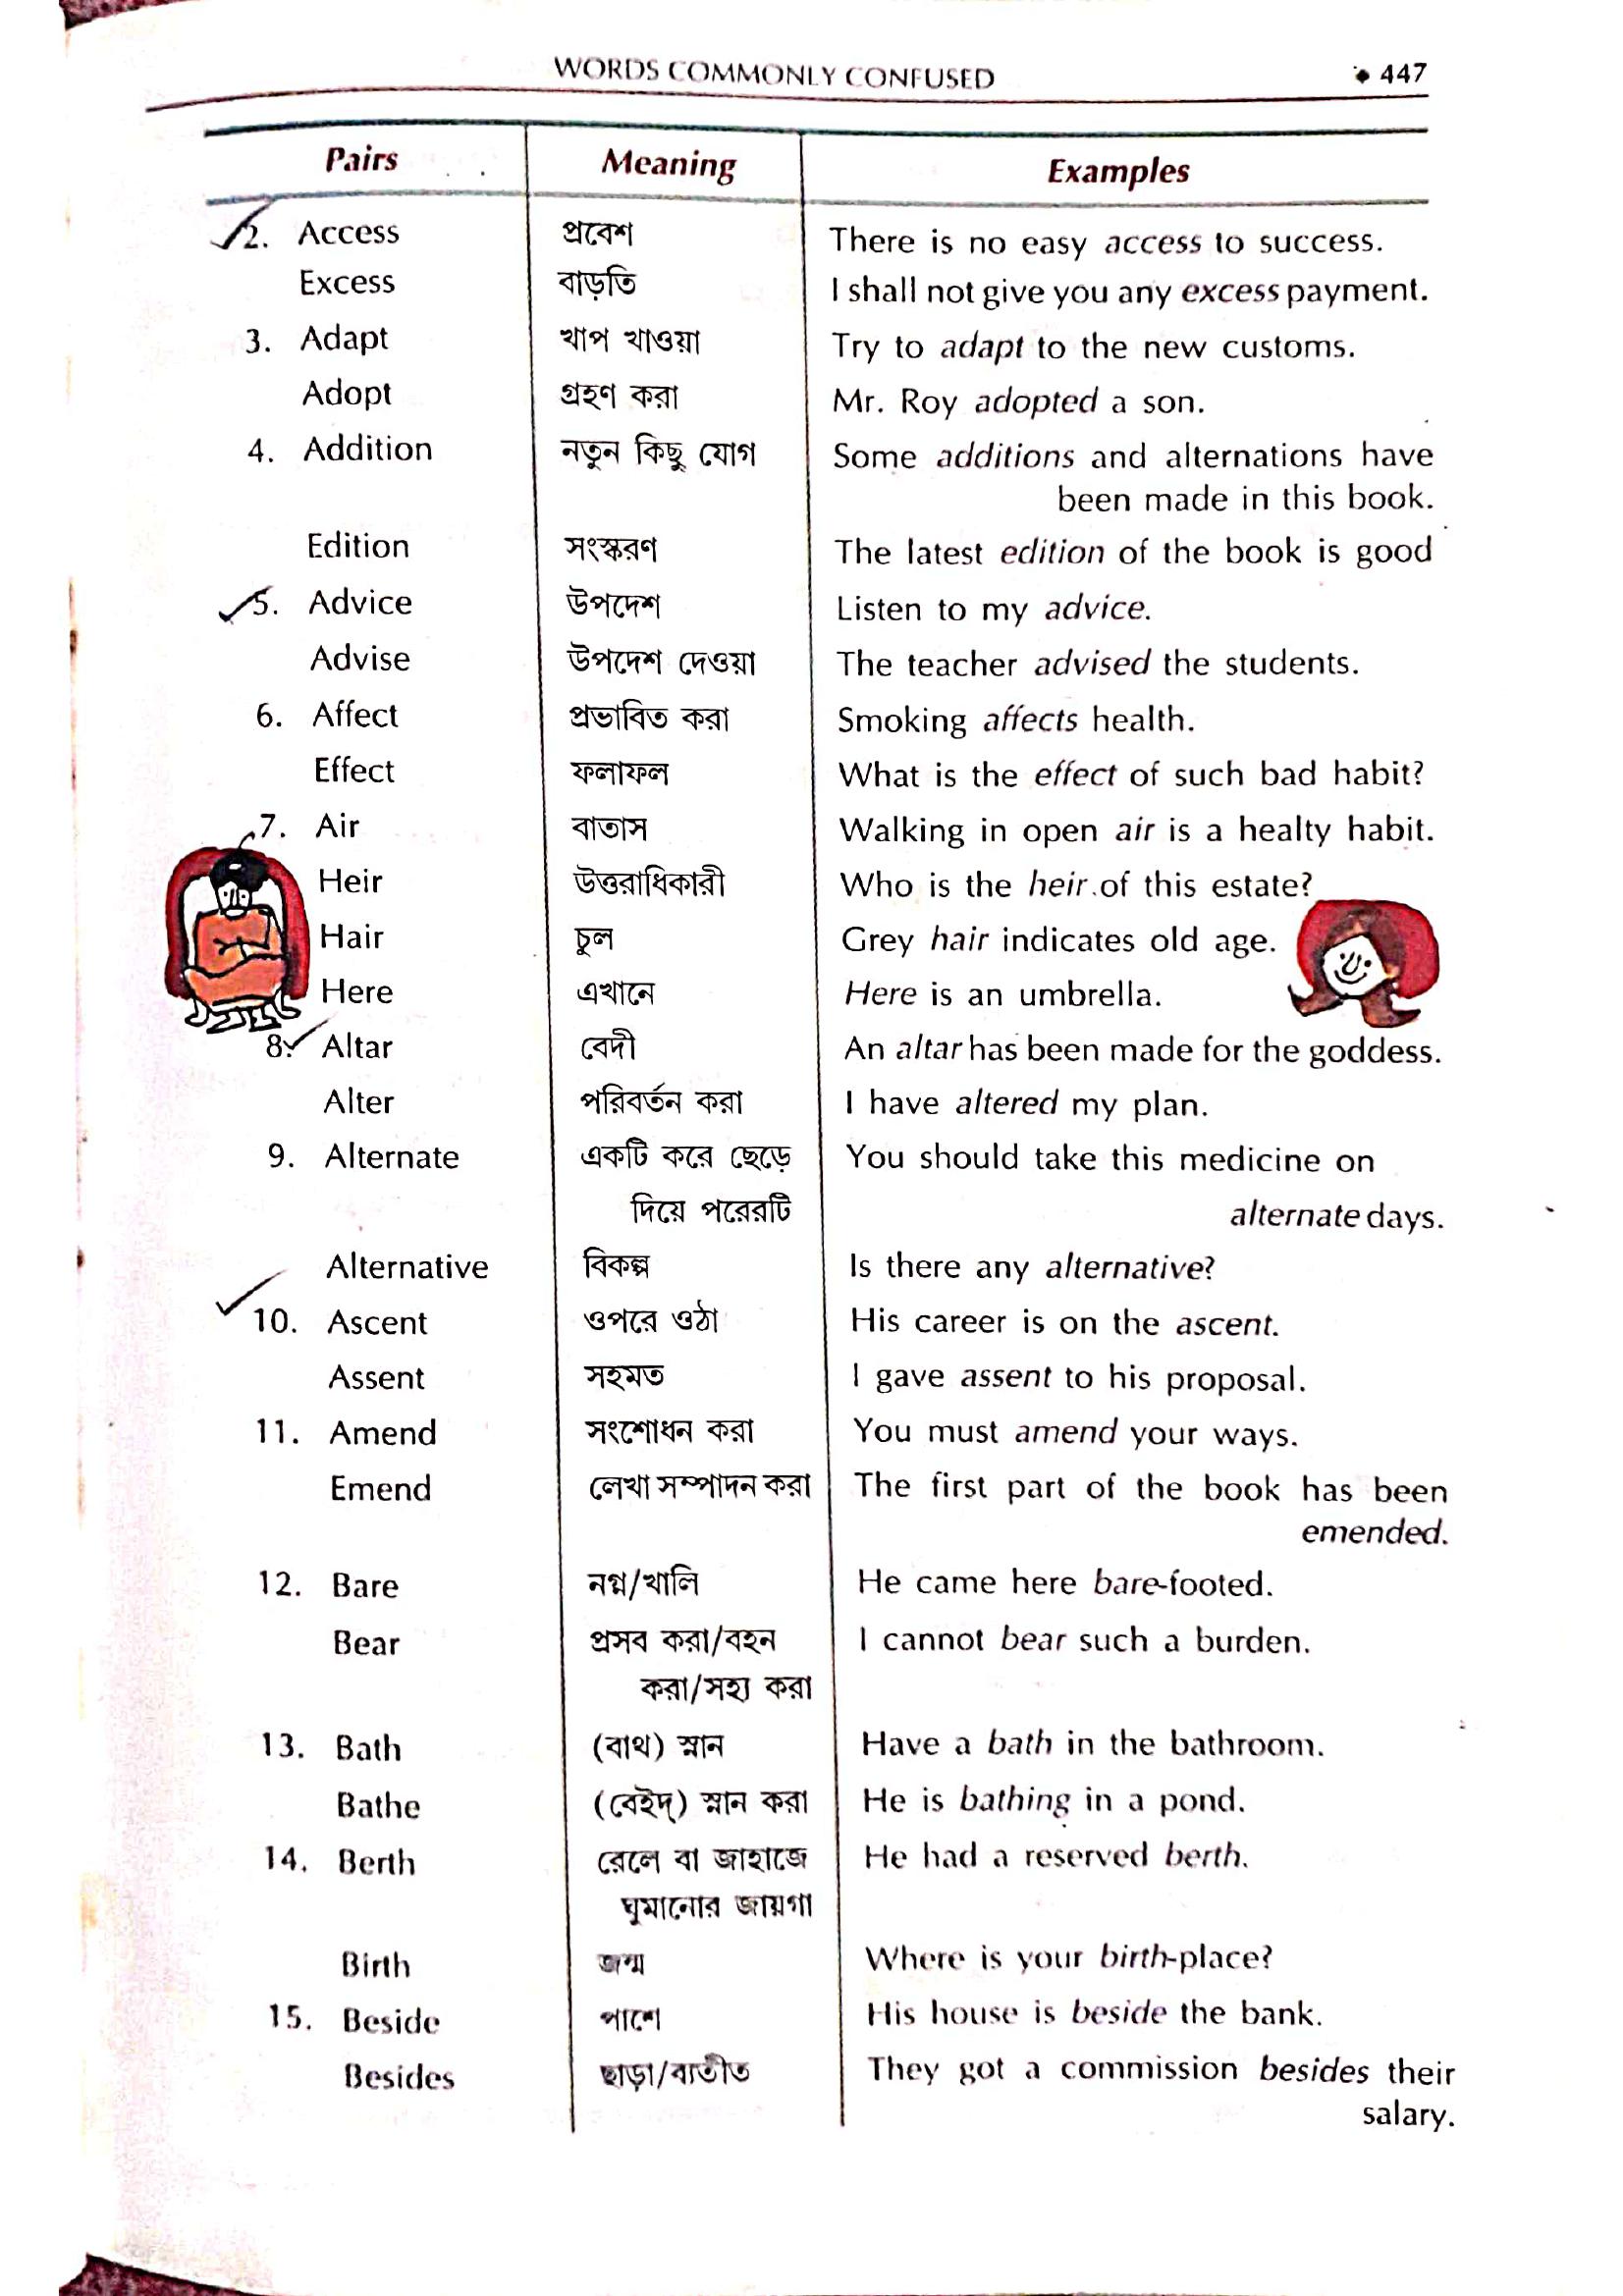 WORDS COMMONLY CONFUSED ◆ 447
Pairs Meaning Examples
2. Access প্রবেশ There is no easy access to success.
Excess বাড়তি I shall not give you any excess payment.
3. Adapt খাপ খাওয়া Try to adapt to the new customs.
Adopt গ্রহণ করা Mr. Roy adopted a son.
4. Addition নতুন কিছু যোগ Some additions and alternations have
been made in this book.
Edition সংস্করণ The latest edition of the book is good
5. Advice উপদেশ Listen to my advice.
Advise উপদেশ দেওয়া The teacher advised the students.
6. Affect প্রভাবিত করা Smoking affects health.
Effect ফলাফল What is the effect of such bad habit?
7. Air বাতাস Walking in open air is a healty habit.
Heir উত্তরাধিকারী Who is the heir of this estate?
Hair চুল Grey hair indicates old age.
Here এখানে Here is an umbrella.
8. Altar বেদী An altar has been made for the goddess.
Alter পরিবর্তন করা I have altered my plan.
9. Alternate একটি করে ছেড়ে You should take this medicine on
দিয়ে পরেরটি alternate days.
Alternative বিকল্প Is there any alternative?
10. Ascent ওপরে ওঠা His career is on the ascent.
Assent সহমত I gave assent to his proposal.
11. Amend সংশোধন করা You must amend your ways.
Emend লেখা সম্পাদন করা The first part of the book has been
emended.
12. Bare নগ্ন/খালি He came here bare-footed.
Bear প্রসব করা/বহন I cannot bear such a burden.
করা/সহ্য করা
13. Bath (বাথ) স্নান Have a bath in the bathroom.
Bathe (বেইদ্) স্নান করা He is bathing in a pond.
14. Berth রেলে বা জাহাজে He had a reserved berth.
ঘুমানোর জায়গা
Birth জন্ম Where is your birth-place?
15. Beside পাশে His house is beside the bank.
Besides ছাড়া/ব্যতীত They got a commission besides their
salary.